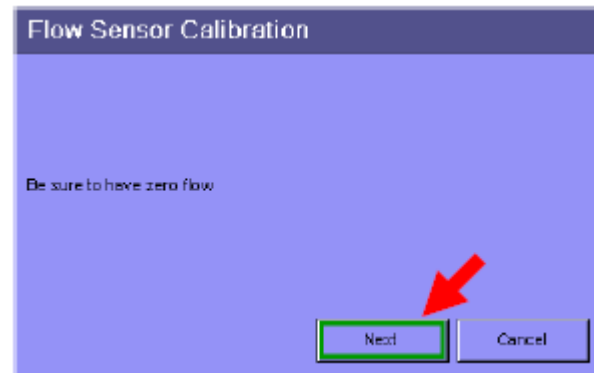 Flow Sensor Calibration
Be sure to have zero flow
Next
Cancel